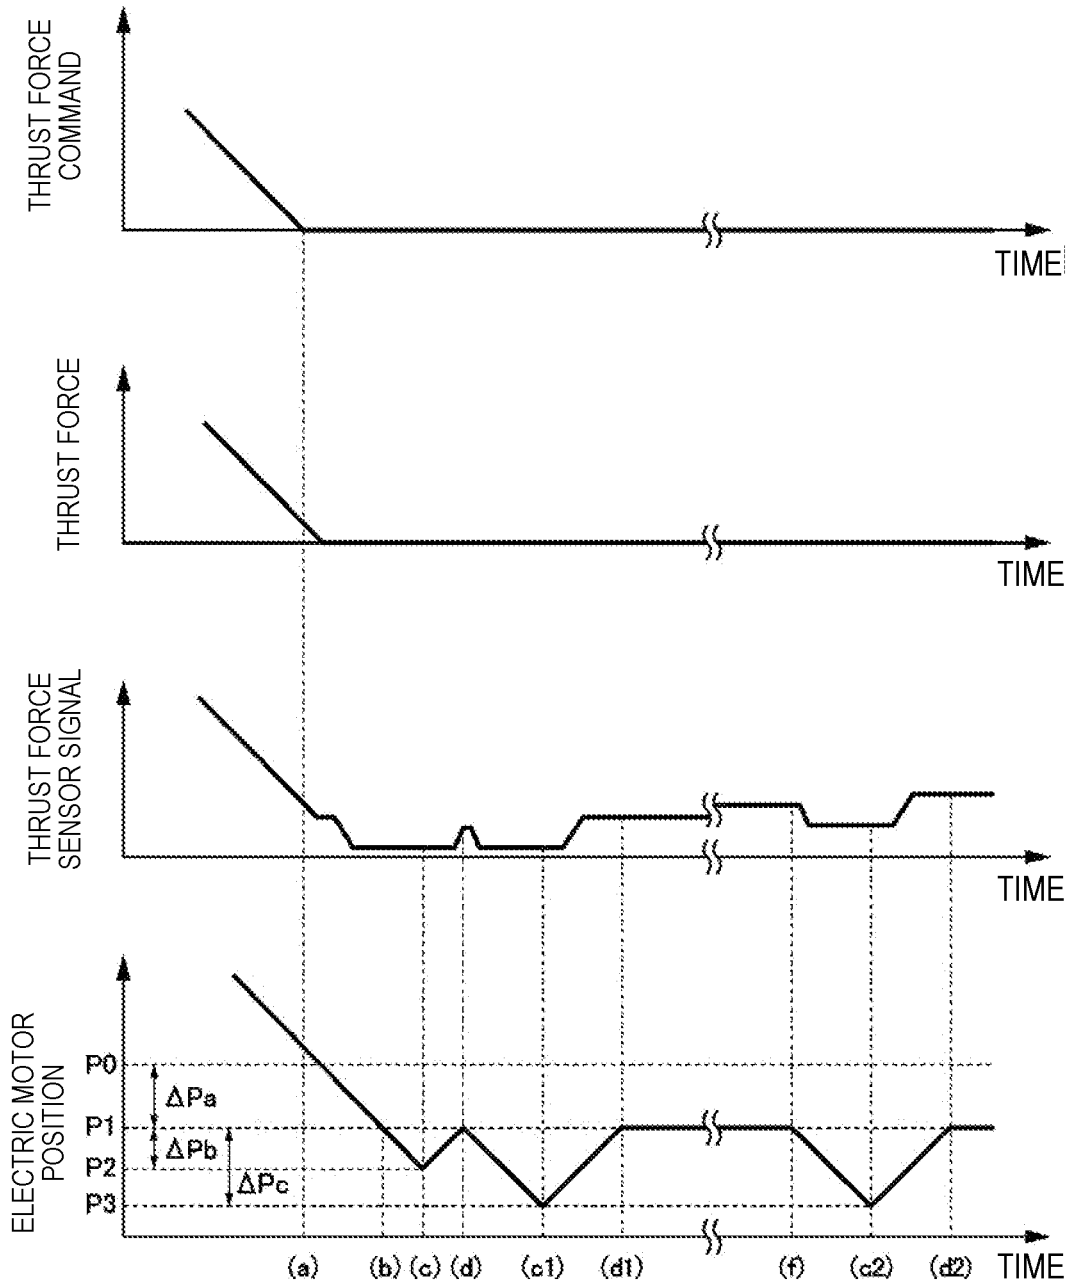 THRUST FORCE
COMMAND
TIME
THRUST FORCE
TIME
THRUST FORCE
SENSOR SIGNAL
TIME
ELECTRIC MOTOR
POSITION
P0
ΔPa
P1
ΔPb
P2
ΔPc
P3
(a) (b) (c) (d) (c1) (d1) (f) (c2) (d2) TIME